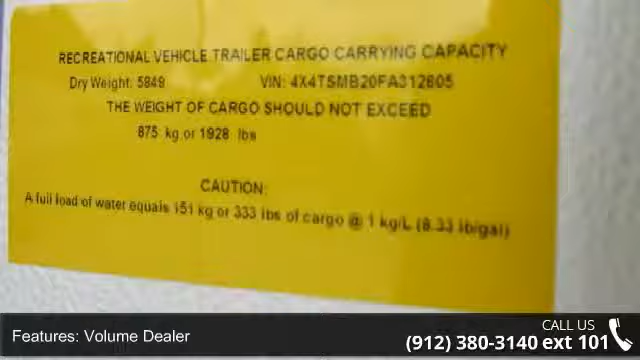 RECREATIONAL VEHICLE TRAILER CARGO CARRYING CAPACITY
Dry Weight: 5849 VIN: 4X4TSMB20FA312605
THE WEIGHT OF CARGO SHOULD NOT EXCEED
875 kg or 1928 lbs
CAUTION:
A full load of water equals 151 kg or 333 lbs of cargo @ 1 kg/L (8.33 lb/gal)
CALL US
Features: Volume Dealer
(912) 380-3140 ext 101